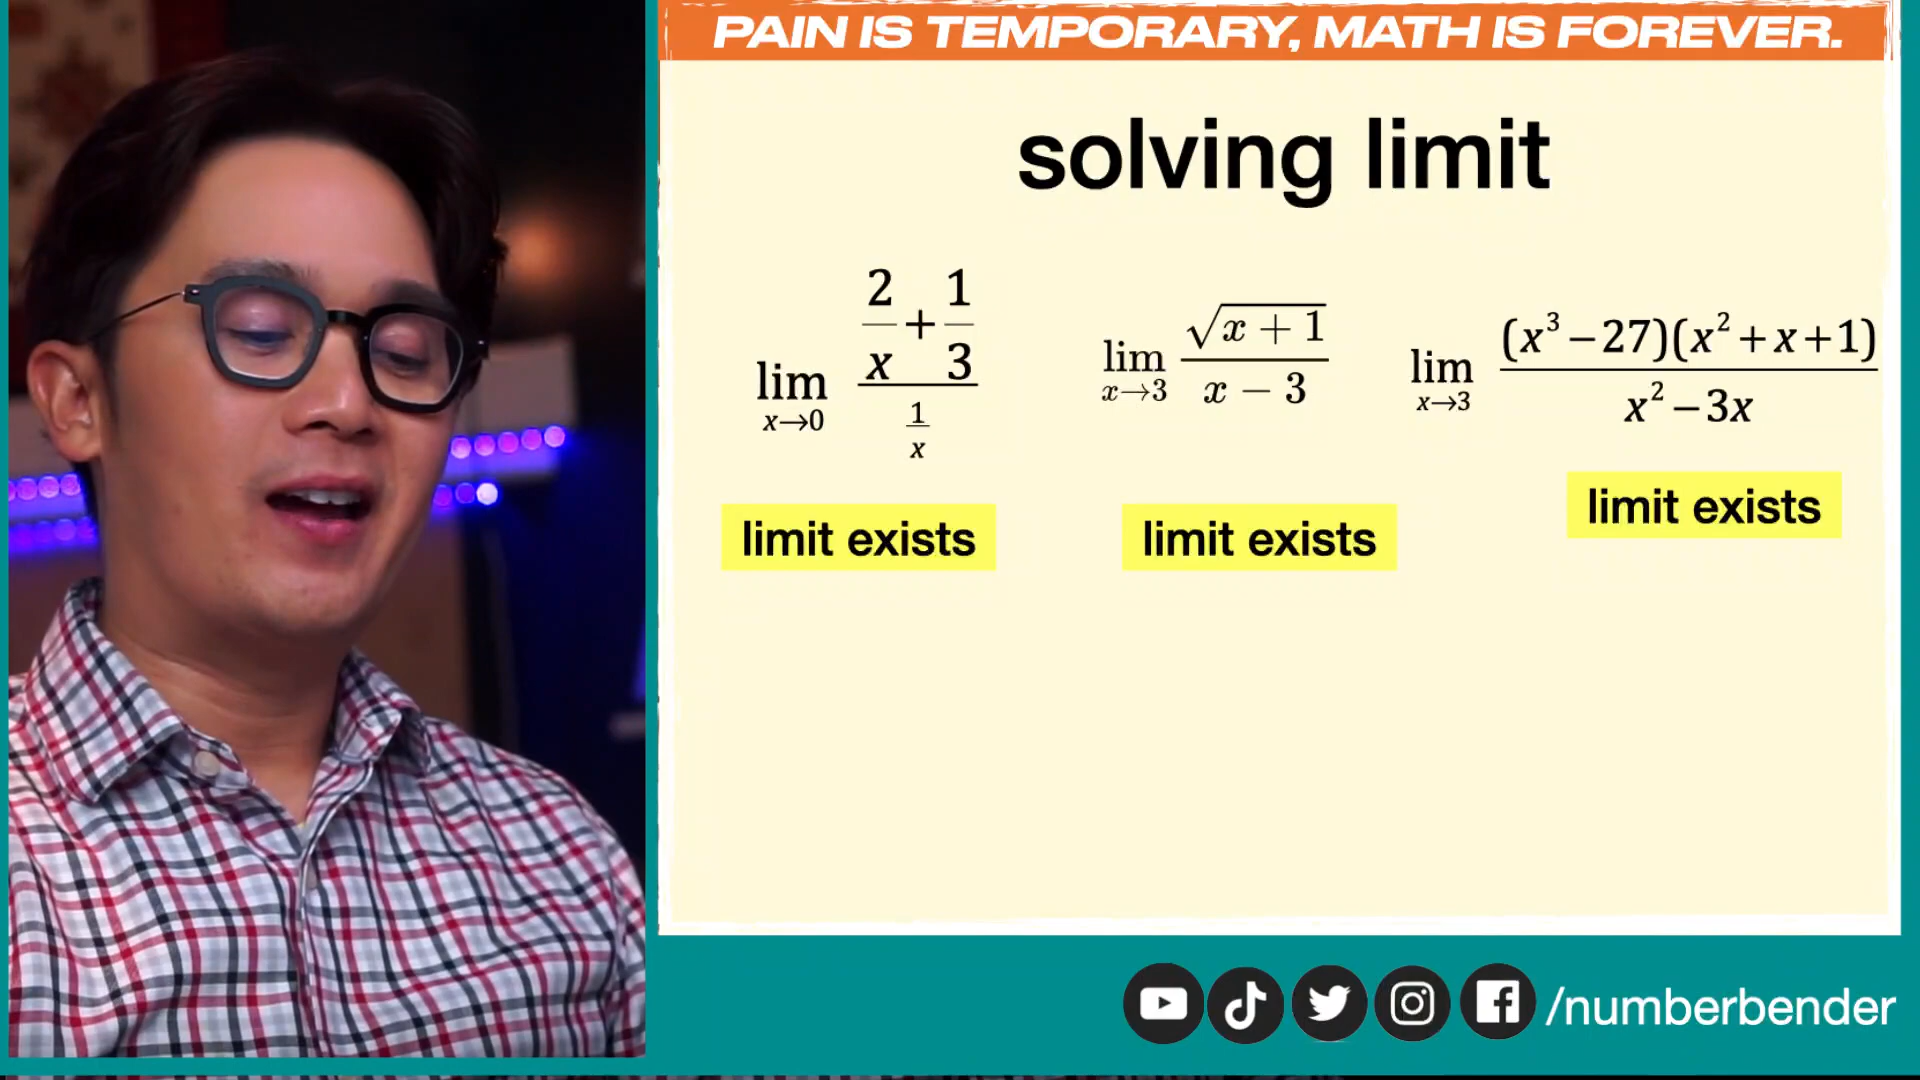 PAIN IS TEMPORARY, MATH IS FOREVER.
solving limit
lim x→0 (2/x + 1/3)/(1/x)
lim x→3 √(x + 1)/(x − 3)
lim x→3 (x³ − 27)(x² + x + 1)/(x² − 3x)
limit exists
limit exists
limit exists
/numberbender